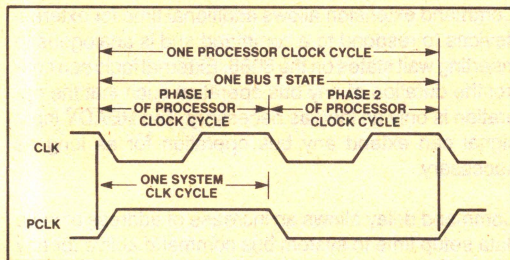 ONE PROCESSOR CLOCK CYCLE
ONE BUS T STATE
PHASE 1
OF PROCESSOR
CLOCK CYCLE
PHASE 2
OF PROCESSOR
CLOCK CYCLE
CLK
ONE SYSTEM
CLK CYCLE
PCLK